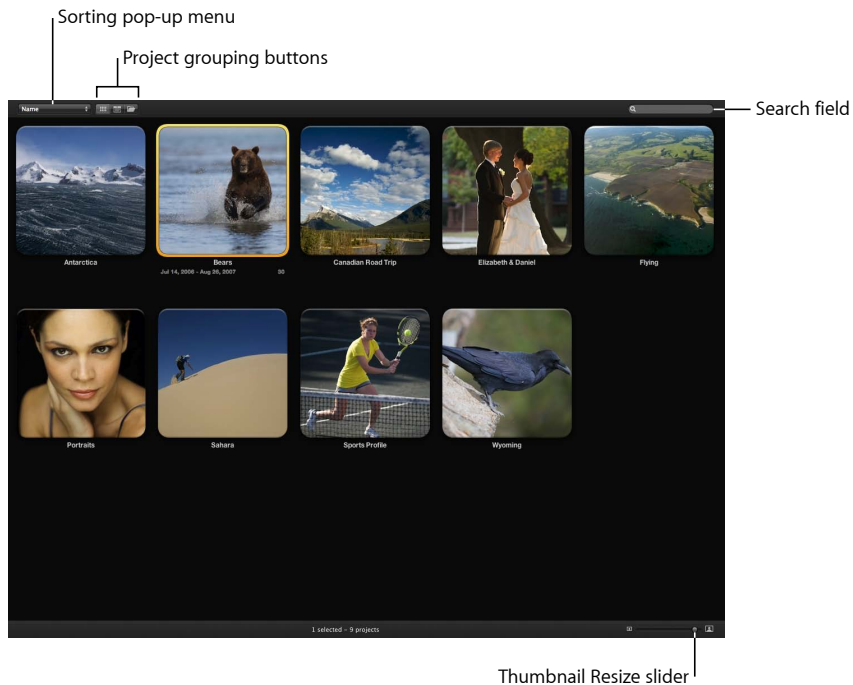 Sorting pop-up menu
Project grouping buttons
Search field
Name
Antarctica
Bears
Jul 14, 2006 - Aug 26, 2007 30
Canadian Road Trip
Elizabeth & Daniel
Flying
Portraits
Sahara
Sports Profile
Wyoming
1 selected - 9 projects
Thumbnail Resize slider